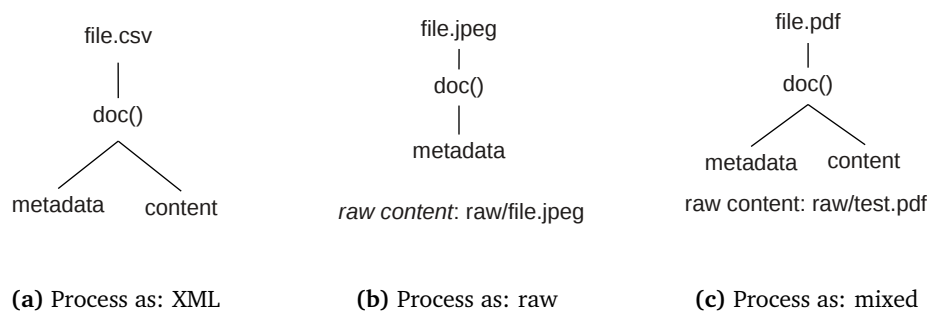 file.csv
doc()
metadata content
(a) Process as: XML
file.jpeg
doc()
metadata
raw content: raw/file.jpeg
(b) Process as: raw
file.pdf
doc()
metadata content
raw content: raw/test.pdf
(c) Process as: mixed